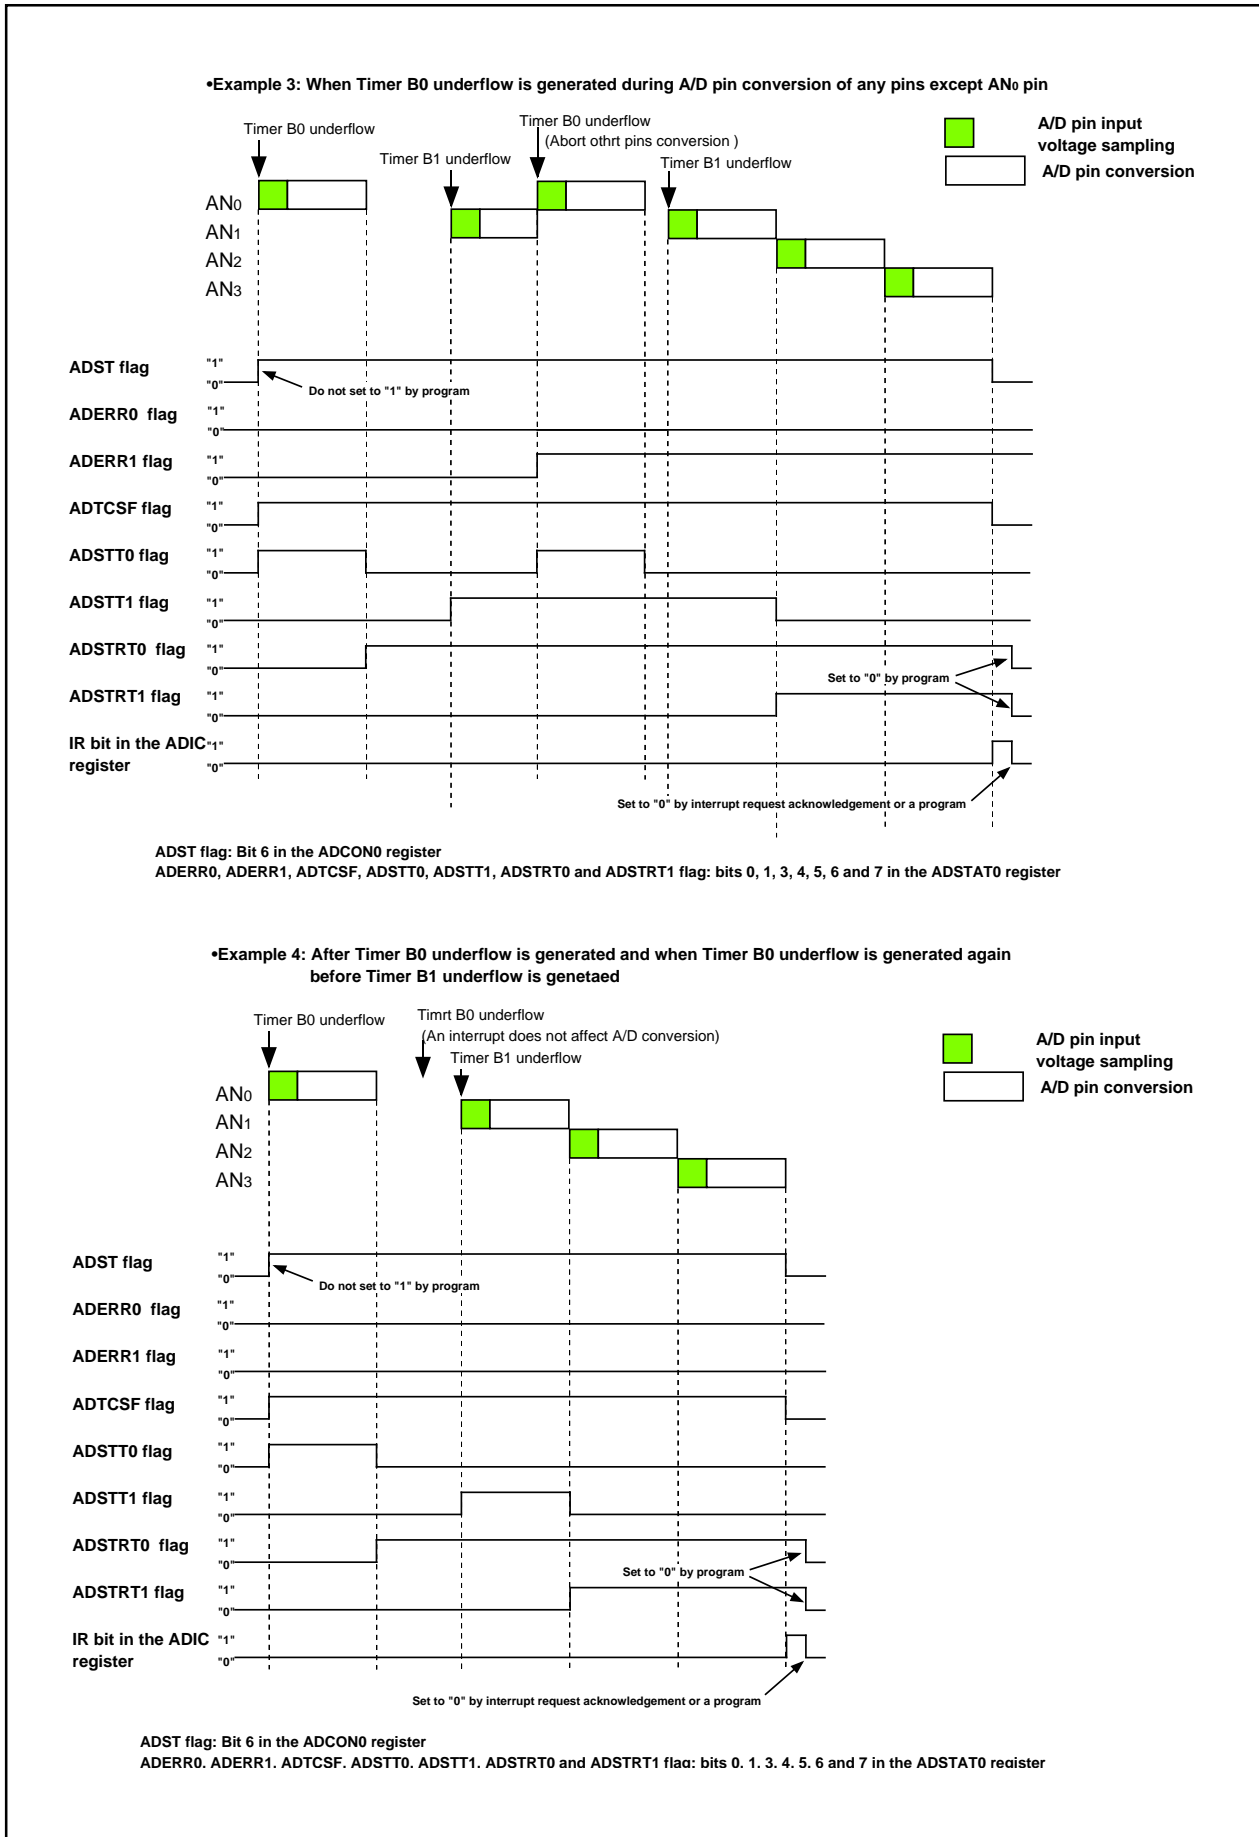 •Example 3: When Timer B0 underflow is generated during A/D pin conversion of any pins except AN0 pin
Timer B0 underflow
Timer B1 underflow
Timer B0 underflow
(Abort othrt pins conversion )
Timer B1 underflow
A/D pin input
voltage sampling
A/D pin conversion
AN0
AN1
AN2
AN3
ADST flag "1"
"0"
Do not set to "1" by program
ADERR0 flag "1"
"0"
ADERR1 flag "1"
"0"
ADTCSF flag "1"
"0"
ADSTT0 flag "1"
"0"
ADSTT1 flag "1"
"0"
ADSTRT0 flag "1"
"0"
Set to "0" by program
ADSTRT1 flag "1"
"0"
IR bit in the ADIC "1"
register "0"
Set to "0" by interrupt request acknowledgement or a program
ADST flag: Bit 6 in the ADCON0 register
ADERR0, ADERR1, ADTCSF, ADSTT0, ADSTT1, ADSTRT0 and ADSTRT1 flag: bits 0, 1, 3, 4, 5, 6 and 7 in the ADSTAT0 register
•Example 4: After Timer B0 underflow is generated and when Timer B0 underflow is generated again
before Timer B1 underflow is genetaed
Timer B0 underflow
Timrt B0 underflow
(An interrupt does not affect A/D conversion)
Timer B1 underflow
A/D pin input
voltage sampling
A/D pin conversion
AN0
AN1
AN2
AN3
ADST flag "1"
"0"
Do not set to "1" by program
ADERR0 flag "1"
"0"
ADERR1 flag "1"
"0"
ADTCSF flag "1"
"0"
ADSTT0 flag "1"
"0"
ADSTT1 flag "1"
"0"
ADSTRT0 flag "1"
"0"
Set to "0" by program
ADSTRT1 flag "1"
"0"
IR bit in the ADIC "1"
register "0"
Set to "0" by interrupt request acknowledgement or a program
ADST flag: Bit 6 in the ADCON0 register
ADERR0, ADERR1, ADTCSF, ADSTT0, ADSTT1, ADSTRT0 and ADSTRT1 flag: bits 0, 1, 3, 4, 5, 6 and 7 in the ADSTAT0 register